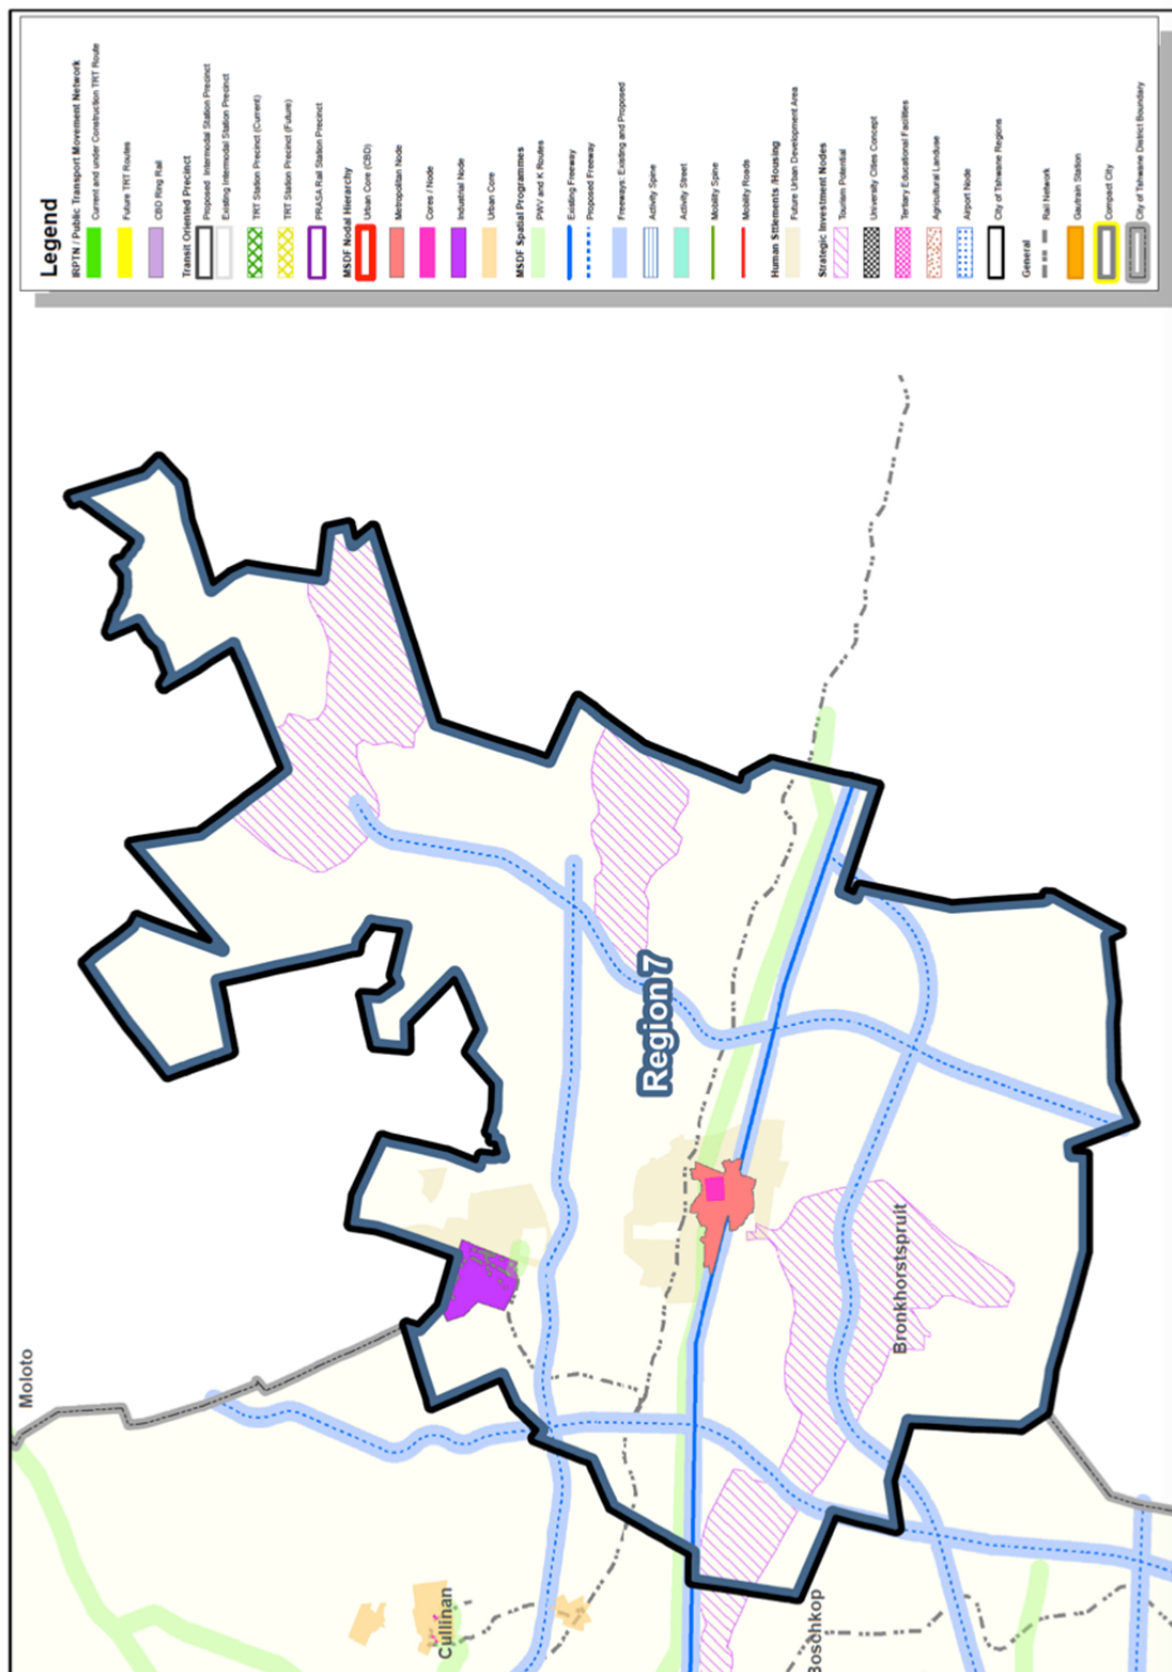 Legend
IRPTN / Public Transport Movement Network
Current and under Construction TRT Route
Future TRT Routes
CBD Ring Rail
Transit Oriented Precinct
Proposed Intermodal Station Precinct
Existing Intermodal Station Precinct
TRT Station Precinct (Current)
TRT Station Precinct (Future)
PRASA Rail Station Precinct
MSDF Nodal Hierarchy
Urban Core (CBD)
Metropolitan Node
Cores / Node
Industrial Node
Urban Core
MSDF Spatial Programmes
PWV and K Routes
Existing Freeway
Proposed Freeway
Freeways: Existing and Proposed
Activity Spine
Activity Street
Mobility Spine
Mobility Roads
Human Sttlements /Housing
Future Urban Development Area
Strategic Investment Nodes
Tourism Potential
University Cities Concept
Tertiary Educational Facilities
Agricultural Landuse
Airport Node
City of Tshwane Regions
General
Rail Network
Gautrain Station
Compact City
City of Tshwane District Boundary
Moloto
Region 7
Bronkhorstspruit
Cullinan
Boschkop